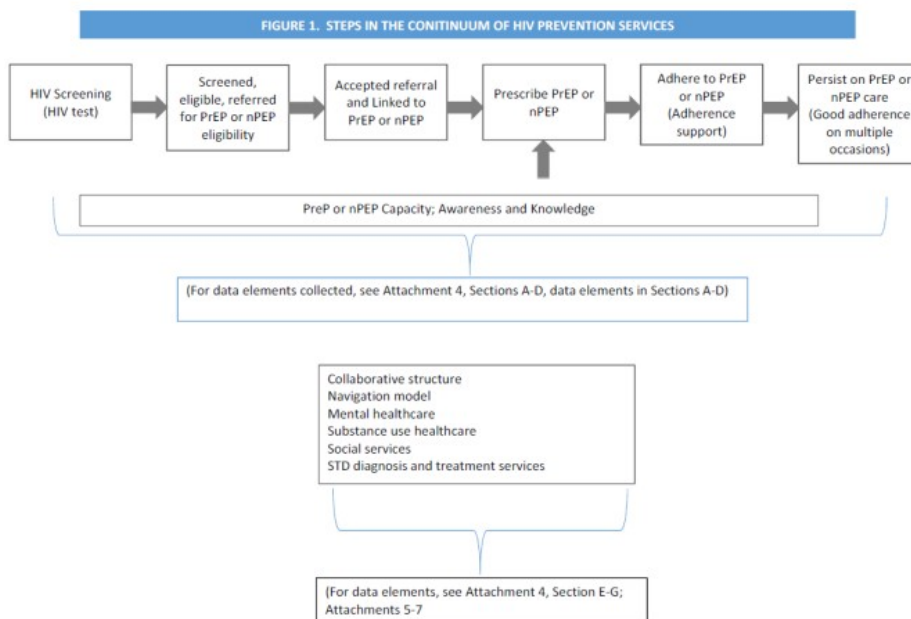 FIGURE 1. STEPS IN THE CONITINUUM OF HIV PREVENTION SERVICES
HIV Screening
(HIV test)
Screened,
eligible, referred
for PrEP or nPEP
eligibility
Accepted referral
and Linked to
PrEP or nPEP
Prescribe PrEP or
nPEP
Adhere to PrEP
or nPEP
(Adherence
support)
Persist on PrEP or
nPEP care
(Good adherence
on multiple
occasions)
PreP or nPEP Capacity; Awareness and Knowledge
(For data elements collected, see Attachment 4, Sections A-D, data elements in Sections A-D)
Collaborative structure
Navigation model
Mental healthcare
Substance use healthcare
Social services
STD diagnosis and treatment services
(For data elements, see Attachment 4, Section E-G;
Attachments 5-7